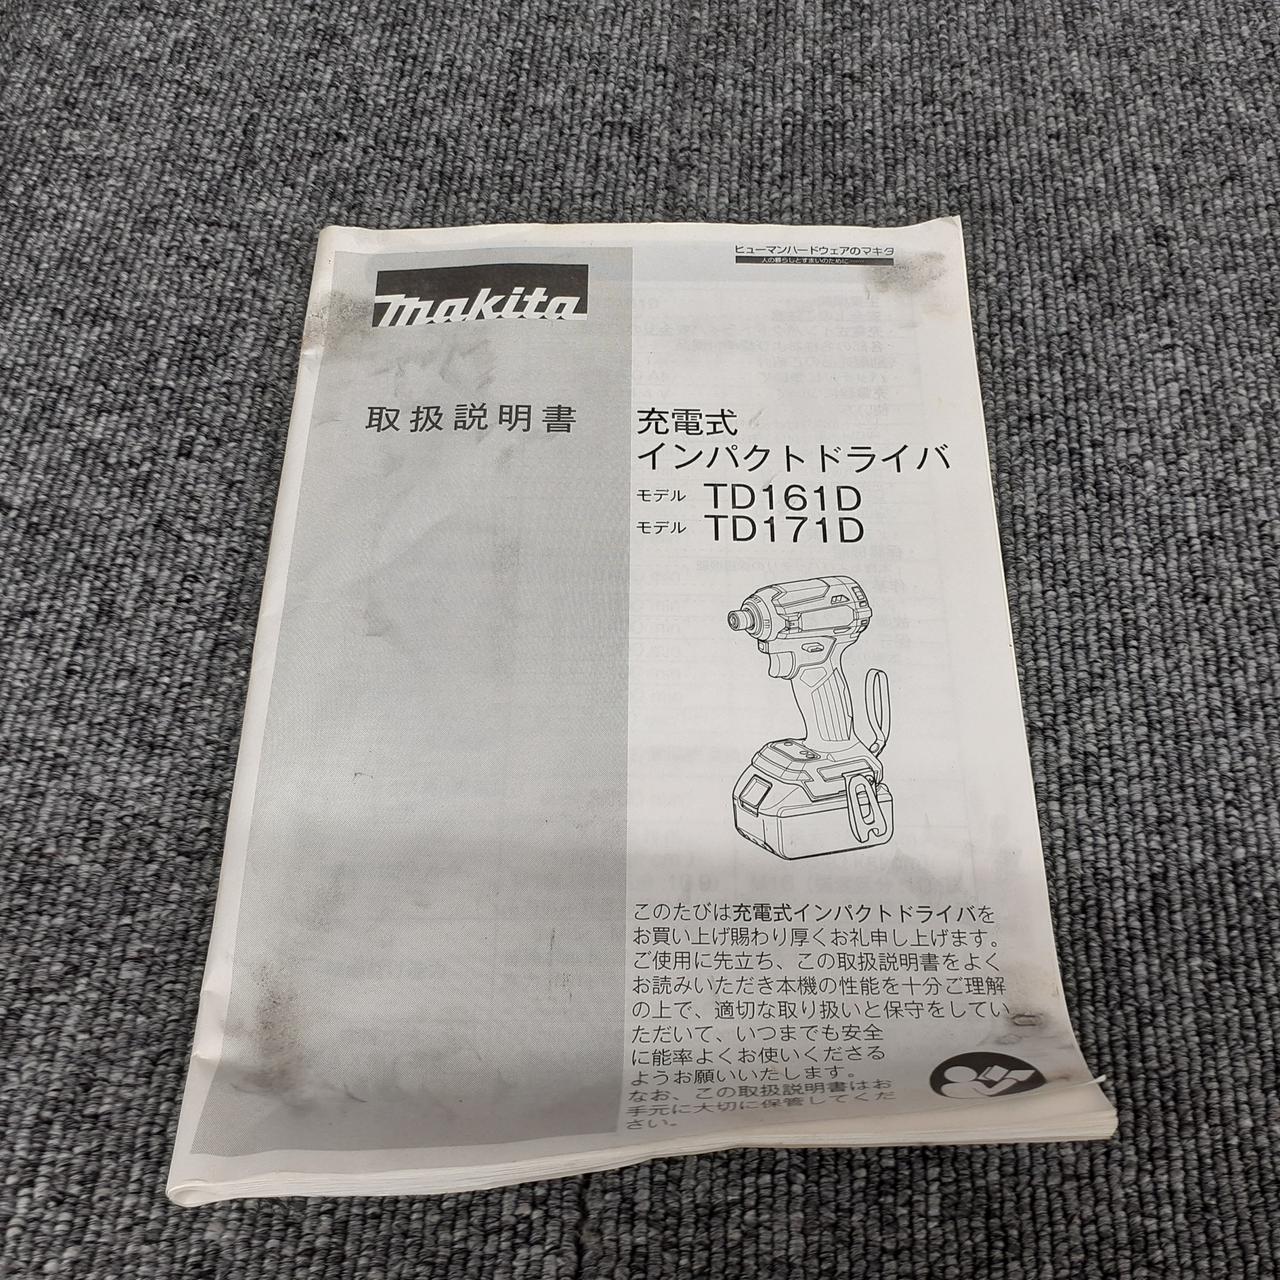 ヒューマンハードウェアのマキタ
人の暮らしとすまいのために
makita
取扱説明書
充電式
インパクトドライバ
モデル TD161D
モデル TD171D
このたびは充電式インパクトドライバを
お買い上げ賜わり厚くお礼申し上げます。
ご使用に先立ち、この取扱説明書をよく
お読みいただき本機の性能を十分ご理解
の上で、適切な取り扱いと保守をしてい
ただいて、いつまでも安全
に能率よくお使いくださる
ようお願いいたします。
なお、この取扱説明書はお
手元に大切に保管してくだ
さい。